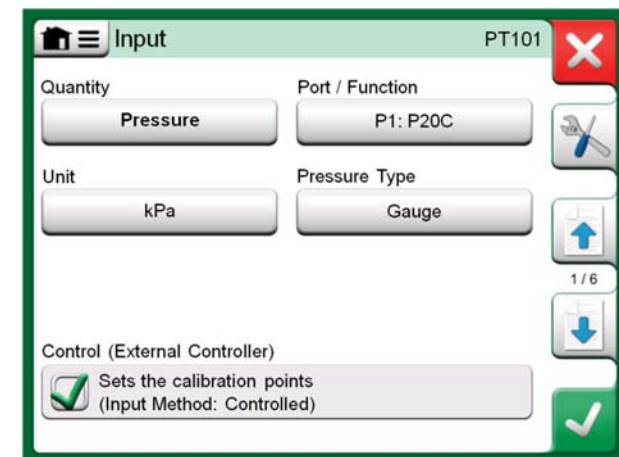 Input
PT101
Quantity
Port / Function
Pressure
P1: P20C
Unit
Pressure Type
kPa
Gauge
1 / 6
Control (External Controller)
Sets the calibration points
(Input Method: Controlled)